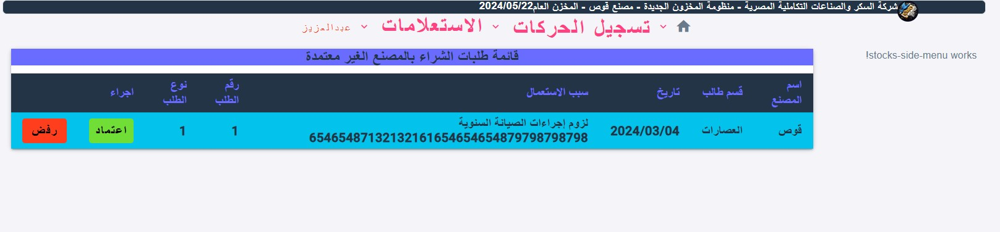 شركة السكر والصناعات التكاملية المصرية - منظومة المخزون الجديدة - مصنع قوص - المخزن العام2024/05/22
تسجيل الحركات الاستعلامات عبدالعزيز
stocks-side-menu works!
قائمة طلبات الشراء بالمصنع الغير معتمدة
اسم المصنع قسم طالب تاريخ سبب الاستعمال رقم الطلب نوع الطلب اجراء
قوص العصارات 2024/03/04 لزوم إجراءات الصيانة السنوية
654654871321321616546546548797987987​98 1 1 اعتماد رفض